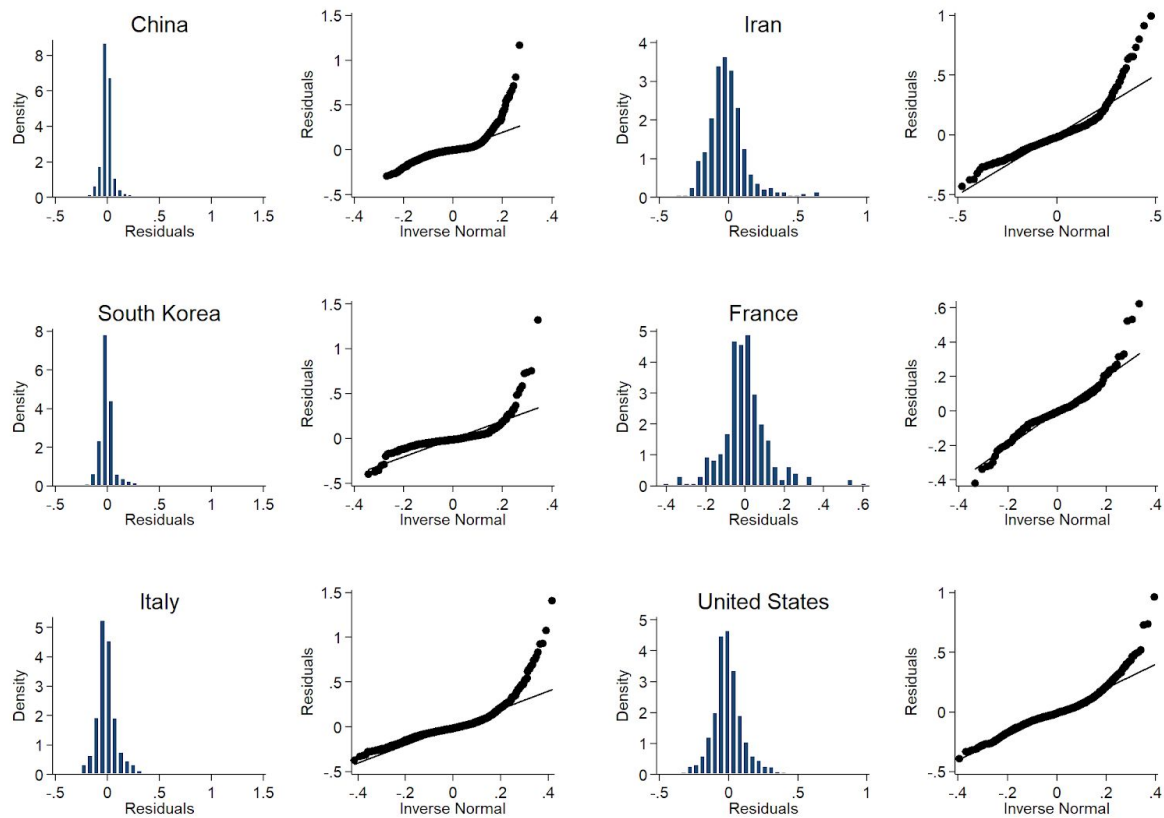 China
Density
8
6
4
2
0
-.5 0 .5 1 1.5
Residuals
Residuals
1.5
1
.5
0
-.5
-.4 -.2 0 .2 .4
Inverse Normal
Iran
Density
4
3
2
1
0
-.5 0 .5 1
Residuals
Residuals
1
.5
0
-.5
-.5 0 .5
Inverse Normal
South Korea
Density
8
6
4
2
0
-.5 0 .5 1 1.5
Residuals
Residuals
1.5
1
.5
0
-.5
-.4 -.2 0 .2 .4
Inverse Normal
France
Density
5
4
3
2
1
0
-.4 -.2 0 .2 .4 .6
Residuals
Residuals
.6
.4
.2
0
-.2
-.4
-.4 -.2 0 .2 .4
Inverse Normal
Italy
Density
5
4
3
2
1
0
-.5 0 .5 1 1.5
Residuals
Residuals
1.5
1
.5
0
-.5
-.4 -.2 0 .2 .4
Inverse Normal
United States
Density
5
4
3
2
1
0
-.5 0 .5 1
Residuals
Residuals
1
.5
0
-.5
-.4 -.2 0 .2 .4
Inverse Normal